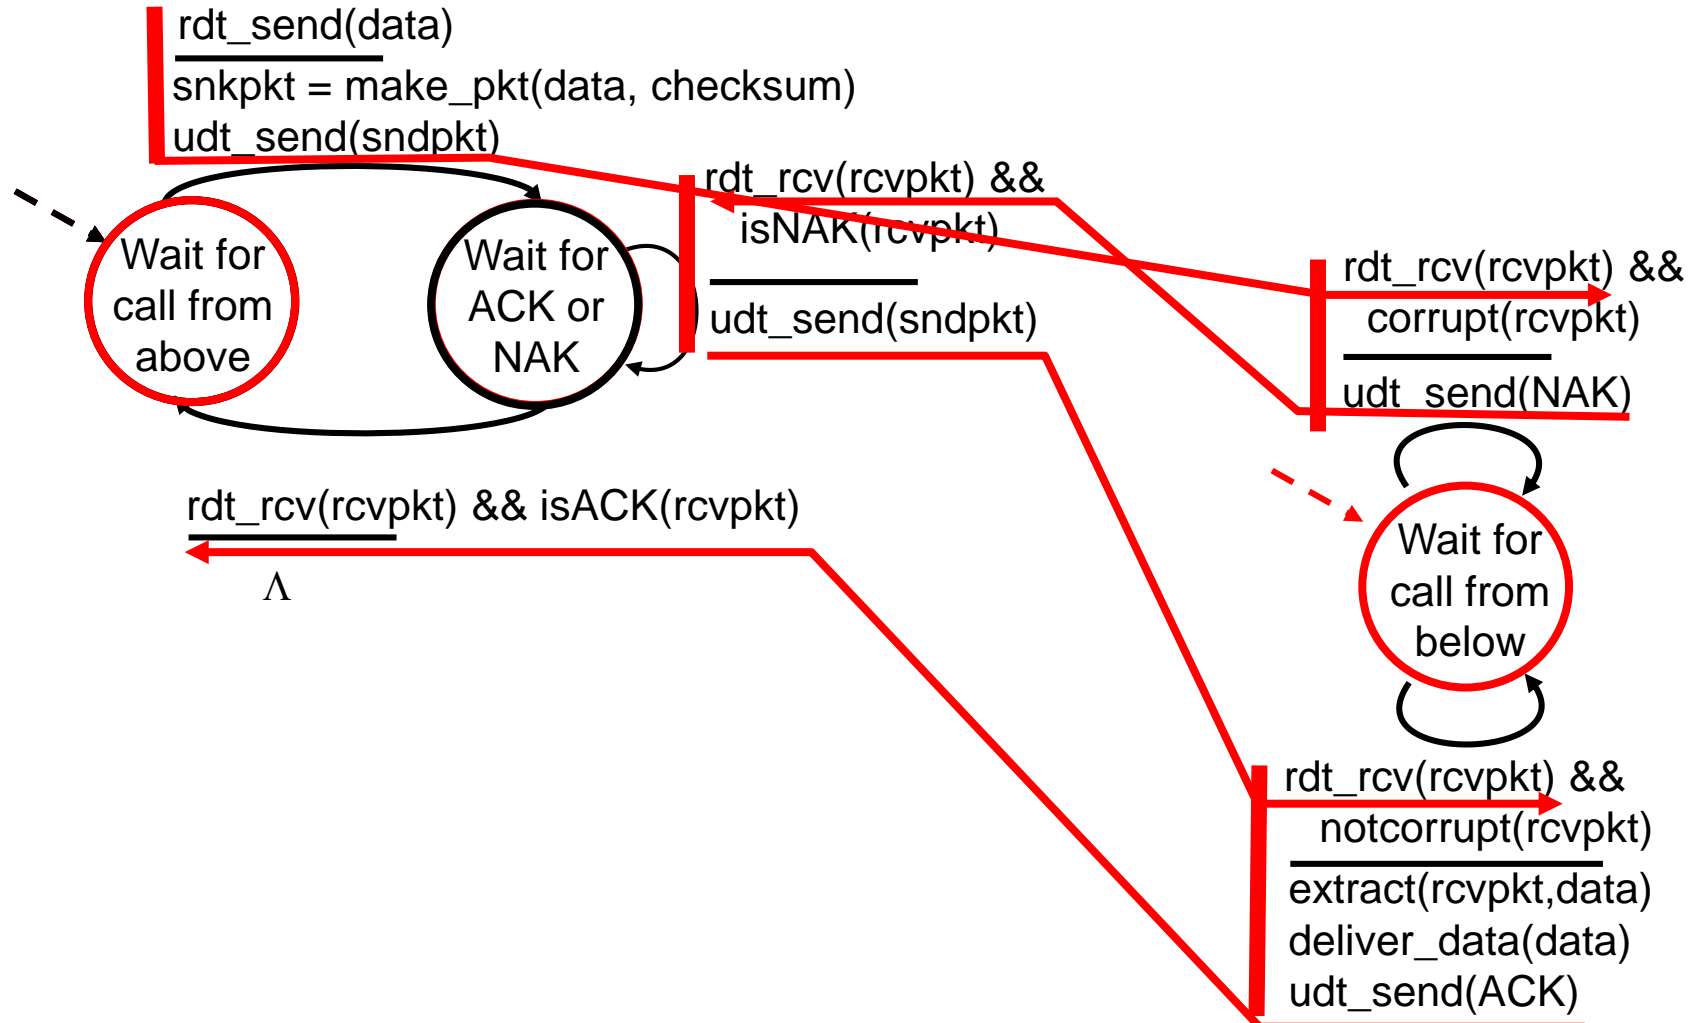 rdt_send(data)
snkpkt = make_pkt(data, checksum)
udt_send(sndpkt)
Wait for
call from
above
Wait for
ACK or
NAK
rdt_rcv(rcvpkt) &&
isNAK(rcvpkt)
udt_send(sndpkt)
rdt_rcv(rcvpkt) && isACK(rcvpkt)
Λ
rdt_rcv(rcvpkt) &&
corrupt(rcvpkt)
udt_send(NAK)
Wait for
call from
below
rdt_rcv(rcvpkt) &&
notcorrupt(rcvpkt)
extract(rcvpkt,data)
deliver_data(data)
udt_send(ACK)